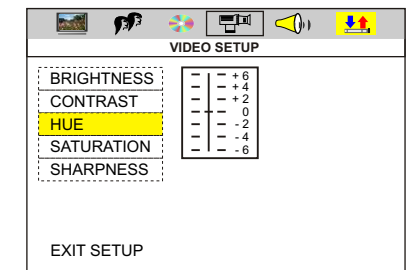 VIDEO SETUP
BRIGHTNESS
CONTRAST
HUE
SATURATION
SHARPNESS
+ 6
+ 4
+ 2
0
- 2
- 4
- 6
EXIT SETUP